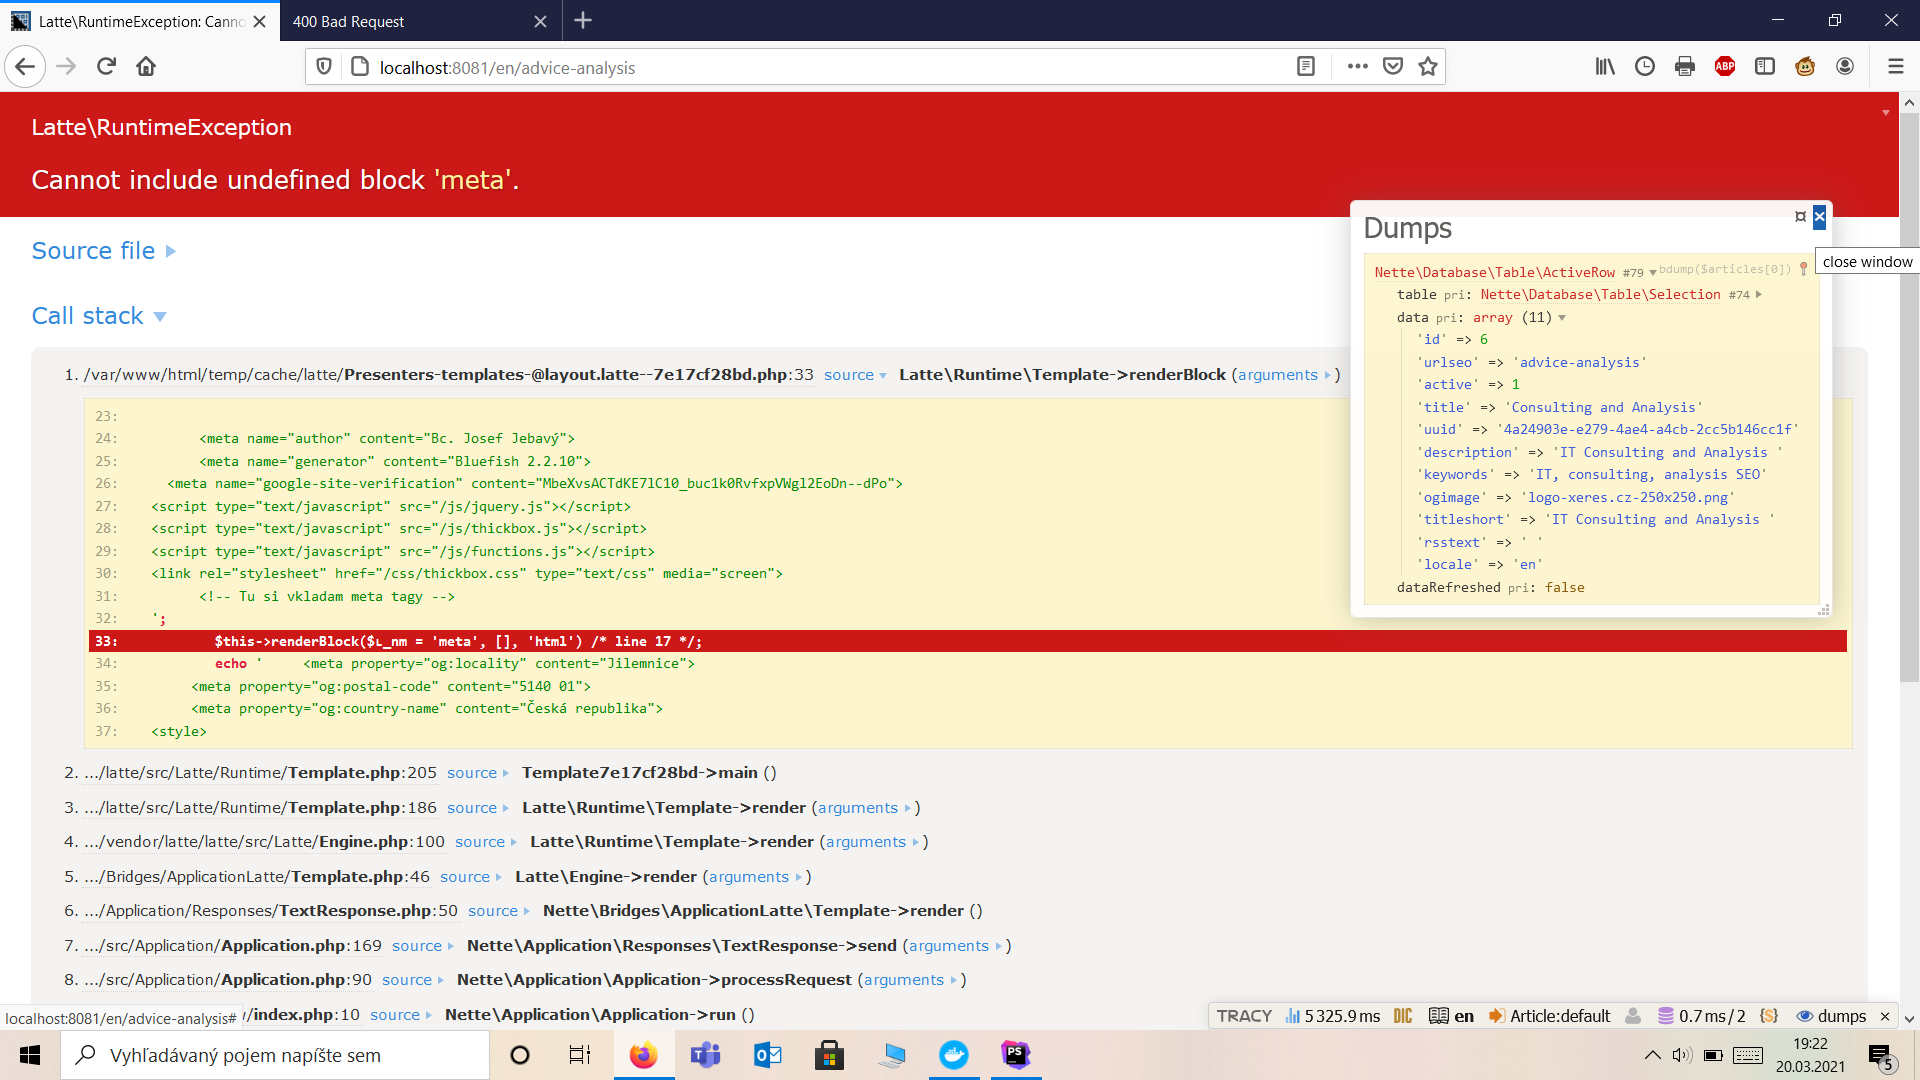 Latte\RuntimeException: Canno
400 Bad Request
localhost:8081/en/advice-analysis
ABP
Latte\RuntimeException
Cannot include undefined block 'meta'.
Source file
Call stack
1. /var/www/html/temp/cache/latte/Presenters-templates-@layout.latte--7e17cf28bd.php:33 source Latte\Runtime\Template->renderBlock (arguments)
23:
24: <meta name="author" content="Bc. Josef Jebavý">
25: <meta name="generator" content="Bluefish 2.2.10">
26: <meta name="google-site-verification" content="MbeXvsACTdKE7lC10_buc1k0RvfxpVWgl2EoDn--dPo">
27: <script type="text/javascript" src="/js/jquery.js"></script>
28: <script type="text/javascript" src="/js/thickbox.js"></script>
29: <script type="text/javascript" src="/js/functions.js"></script>
30: <link rel="stylesheet" href="/css/thickbox.css" type="text/css" media="screen">
31: <!-- Tu si vkladam meta tagy -->
32: ';
33: $this->renderBlock($ʟ_nm = 'meta', [], 'html') /* line 17 */;
34: echo ' <meta property="og:locality" content="Jilemnice">
35: <meta property="og:postal-code" content="5140 01">
36: <meta property="og:country-name" content="Česká republika">
37: <style>
2. .../latte/src/Latte/Runtime/Template.php:205 source Template7e17cf28bd->main ()
3. .../latte/src/Latte/Runtime/Template.php:186 source Latte\Runtime\Template->render (arguments)
4. .../vendor/latte/latte/src/Latte/Engine.php:100 source Latte\Runtime\Template->render (arguments)
5. .../Bridges/ApplicationLatte/Template.php:46 source Latte\Engine->render (arguments)
6. .../Application/Responses/TextResponse.php:50 source Nette\Bridges\ApplicationLatte\Template->render ()
7. .../src/Application/Application.php:169 source Nette\Application\Responses\TextResponse->send (arguments)
8. .../src/Application/Application.php:90 source Nette\Application\Application->processRequest (arguments)
/index.php:10 source Nette\Application\Application->run ()
localhost:8081/en/advice-analysis#
Dumps
close window
Nette\Database\Table\ActiveRow #79 bdump($articles[0])
table pri: Nette\Database\Table\Selection #74
data pri: array (11)
'id' => 6
'urlseo' => 'advice-analysis'
'active' => 1
'title' => 'Consulting and Analysis'
'uuid' => '4a24903e-e279-4ae4-a4cb-2cc5b146cc1f'
'description' => 'IT Consulting and Analysis '
'keywords' => 'IT, consulting, analysis SEO'
'ogimage' => 'logo-xeres.cz-250x250.png'
'titleshort' => 'IT Consulting and Analysis '
'rsstext' => ' '
'locale' => 'en'
dataRefreshed pri: false
TRACY 5 325.9 ms DIC en Article:default 0.7 ms / 2 dumps ×
Vyhľadávaný pojem napíšte sem
PS
19:22
20.03.2021
5